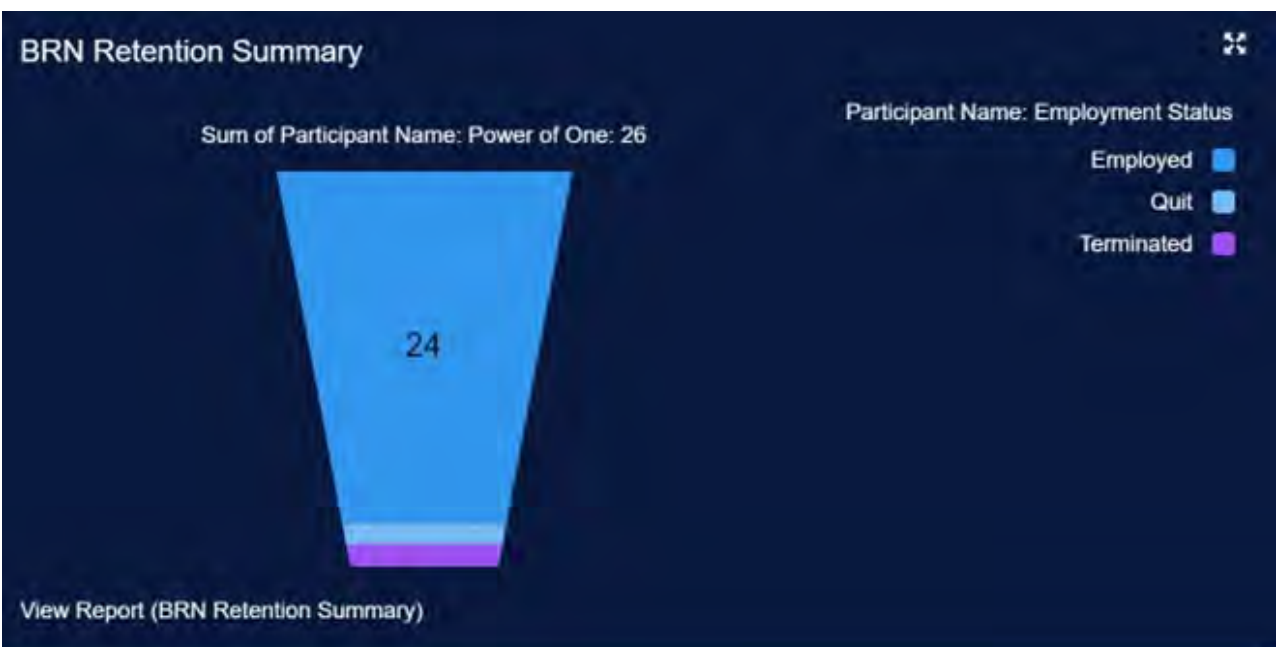 BRN Retention Summary
Sum of Participant Name: Power of One: 26
24
Participant Name: Employment Status
Employed
Quit
Terminated
View Report (BRN Retention Summary)